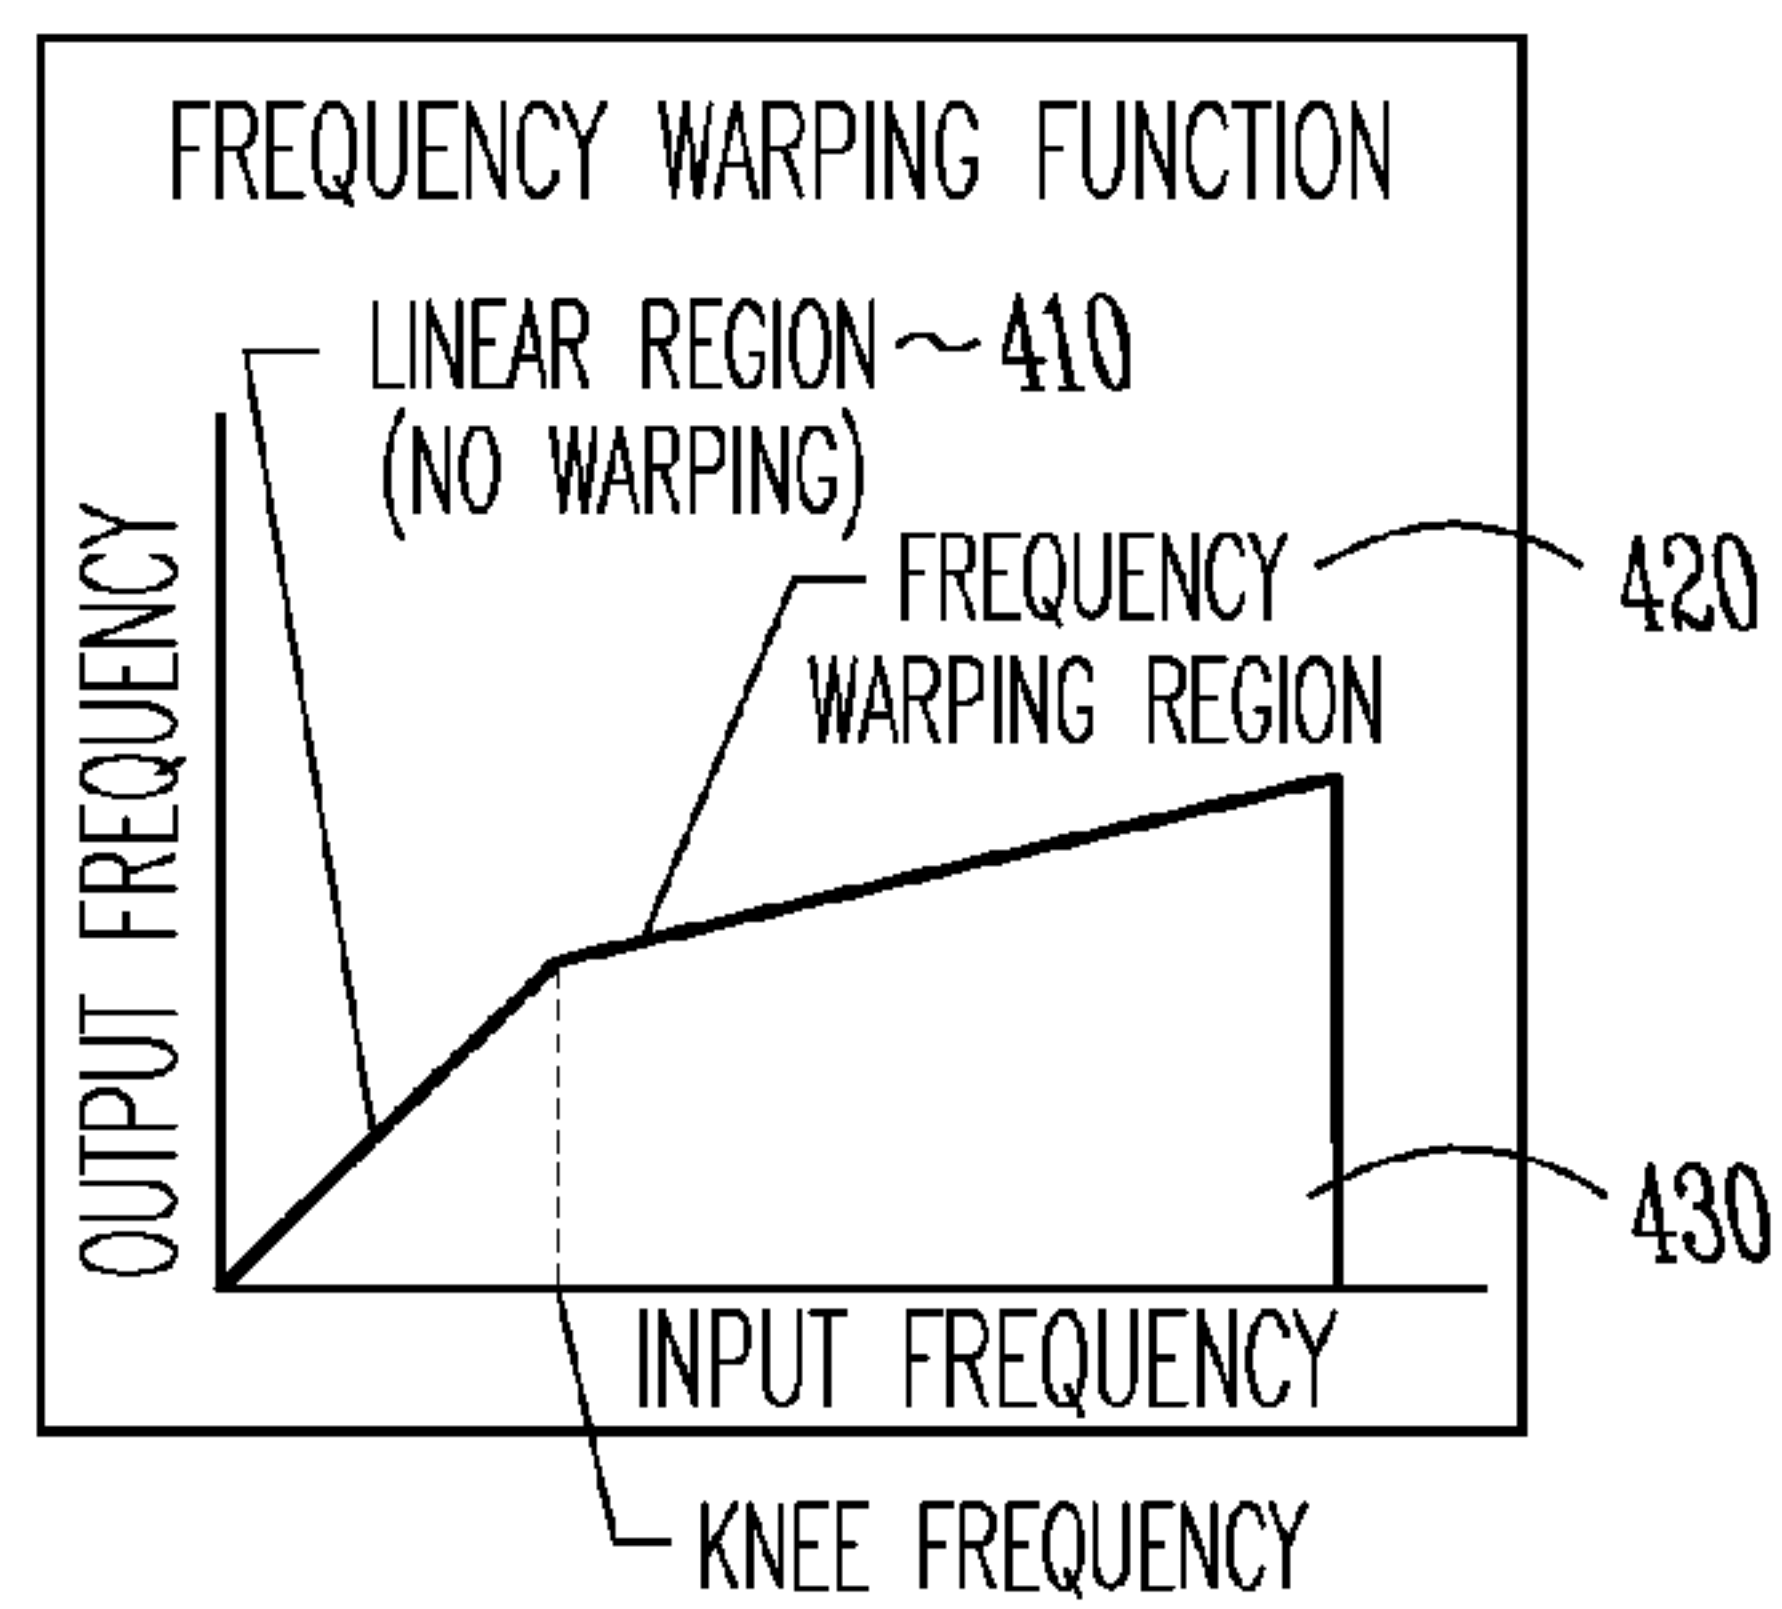 FREQUENCY WARPING FUNCTION
LINEAR REGION ~ 410
(NO WARPING)
FREQUENCY 420
WARPING REGION
OUTPUT FREQUENCY
430
INPUT FREQUENCY
KNEE FREQUENCY